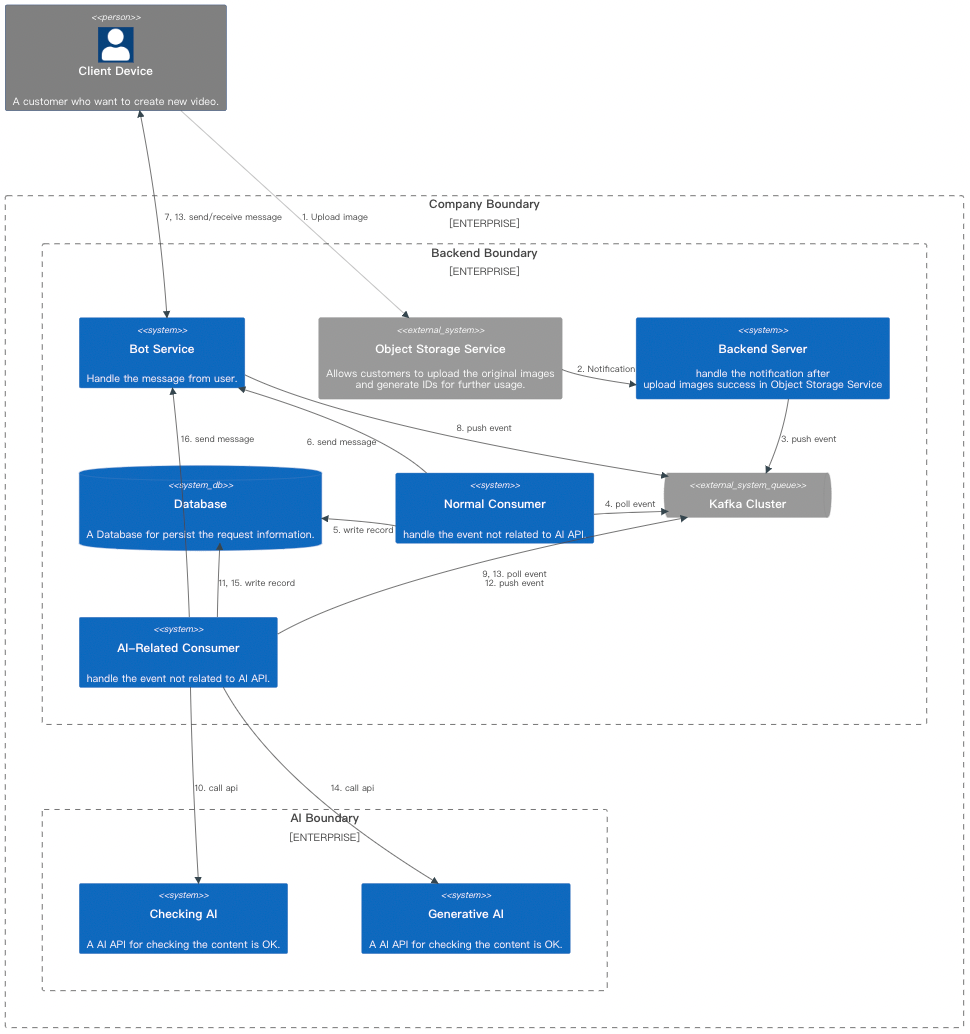 <<person>>
Client Device
A customer who want to create new video.
7, 13. send/receive message
1. Upload image
Company Boundary
[ENTERPRISE]
Backend Boundary
[ENTERPRISE]
<<system>>
Bot Service
Handle the message from user.
<<external_system>>
Object Storage Service
Allows customers to upload the original images
and generate IDs for further usage.
2. Notification
<<system>>
Backend Server
handle the notification after
upload images success in Object Storage Service
16. send message
6. send message
8. push event
3. push event
<<system_db>>
Database
A Database for persist the request information.
5. write record
<<system>>
Normal Consumer
handle the event not related to AI API.
4. poll event
<<external_system_queue>>
Kafka Cluster
11, 15. write record
9, 13. poll event
12. push event
<<system>>
AI-Related Consumer
handle the event not related to AI API.
10. call api
14. call api
AI Boundary
[ENTERPRISE]
<<system>>
Checking AI
A AI API for checking the content is OK.
<<system>>
Generative AI
A AI API for checking the content is OK.